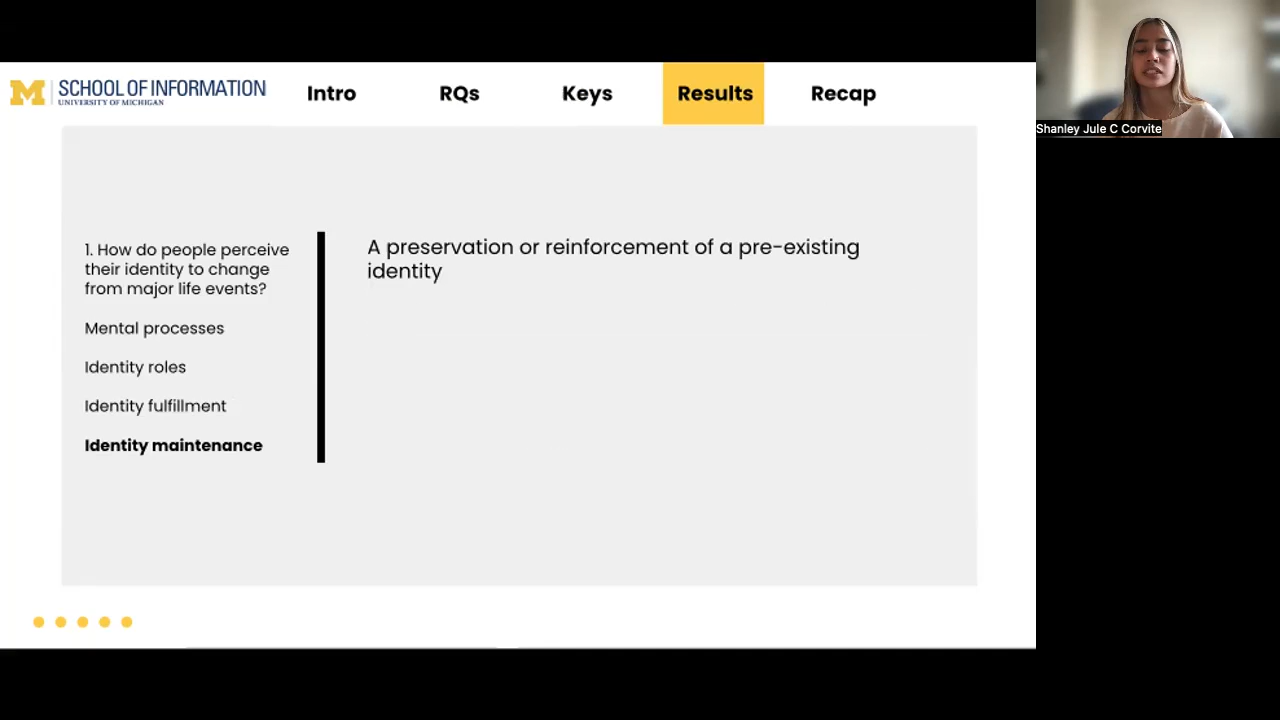 M SCHOOL OF INFORMATION
UNIVERSITY OF MICHIGAN
Intro
RQs
Keys
Results
Recap
Shanley Jule C Corvite
1. How do people perceive
their identity to change
from major life events?
Mental processes
Identity roles
Identity fulfillment
Identity maintenance
A preservation or reinforcement of a pre-existing
identity